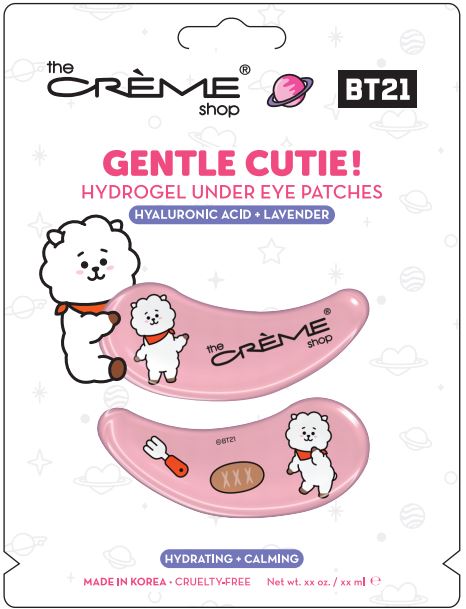 the
CRÈME®
shop
BT21
GENTLE CUTIE!
HYDROGEL UNDER EYE PATCHES
HYALURONIC ACID + LAVENDER
the
CRÈME®
shop
©BT21
XXX
HYDRATING + CALMING
MADE IN KOREA • CRUELTY-FREE Net wt. xx oz. / xx ml ℮